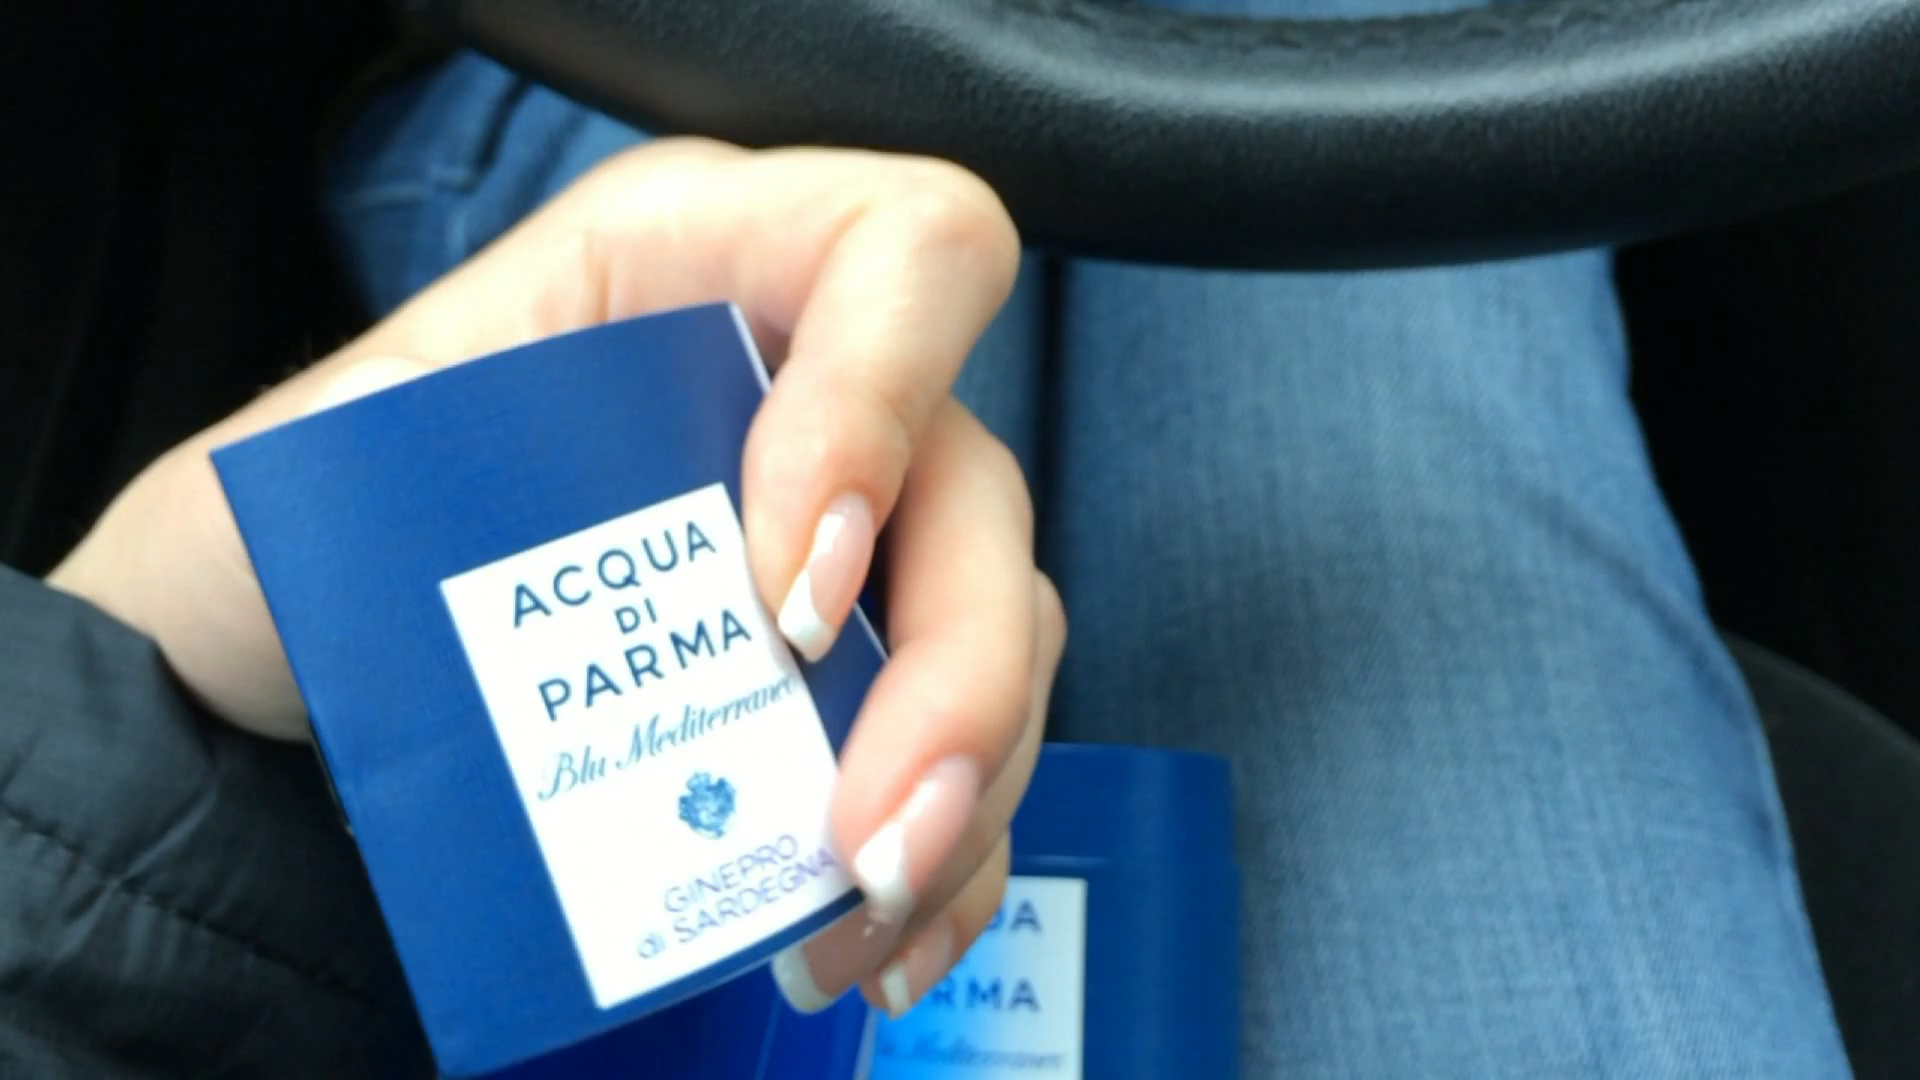 ACQUA
DI
PARMA
Blu Mediterraneo
GINEPRO
di SARDEGNA
RMA